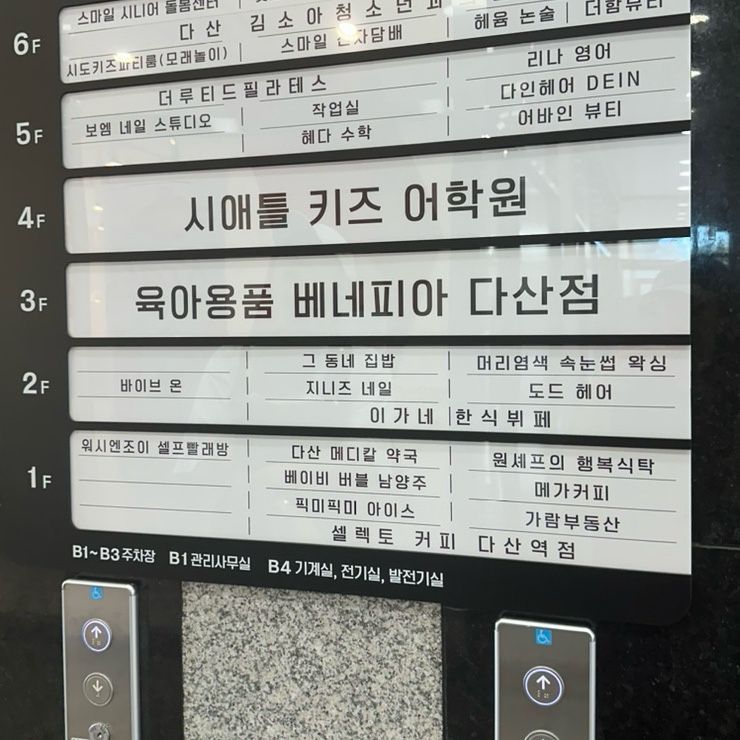 6F
스마일 시니어 돌봄센터
다산 김소아청소년과
헤윰 논술 더함뷰티
시도키즈파티룸(모래놀이) 스마일 전자담배
5F
더루티드필라테스 리나 영어
보엠 네일 스튜디오 작업실 다인헤어 DEIN
혜다 수학 어바인 뷰티
4F 시애틀 키즈 어학원
3F 육아용품 베네피아 다산점
2F
그 동네 집밥 머리염색 속눈썹 왁싱
바이브 온 지니즈 네일 도드 헤어
이가네 한식뷔페
1F
워시엔조이 셀프빨래방 다산 메디칼 약국 원셰프의 행복식탁
베이비 버블 남양주 메가커피
픽미픽미 아이스 가람부동산
셀렉토 커피 다산역점
B1~B3 주차장 B1 관리사무실 B4 기계실, 전기실, 발전기실